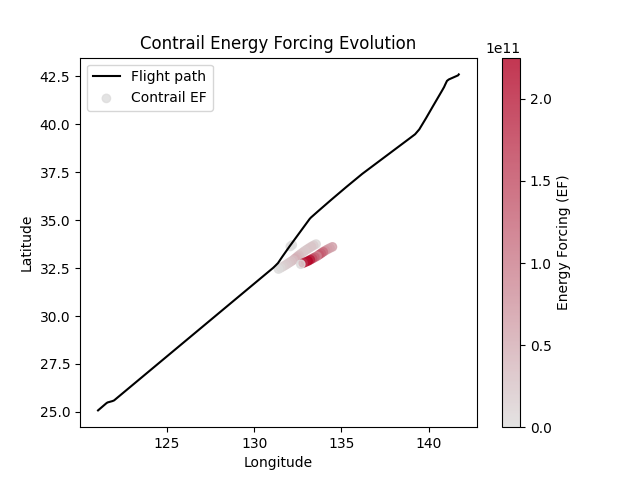 Contrail Energy Forcing Evolution
1e11
Flight path
Contrail EF
42.5
40.0
37.5
35.0
32.5
30.0
27.5
25.0
Latitude
125
130
135
140
Longitude
2.0
1.5
1.0
0.5
0.0
Energy Forcing (EF)